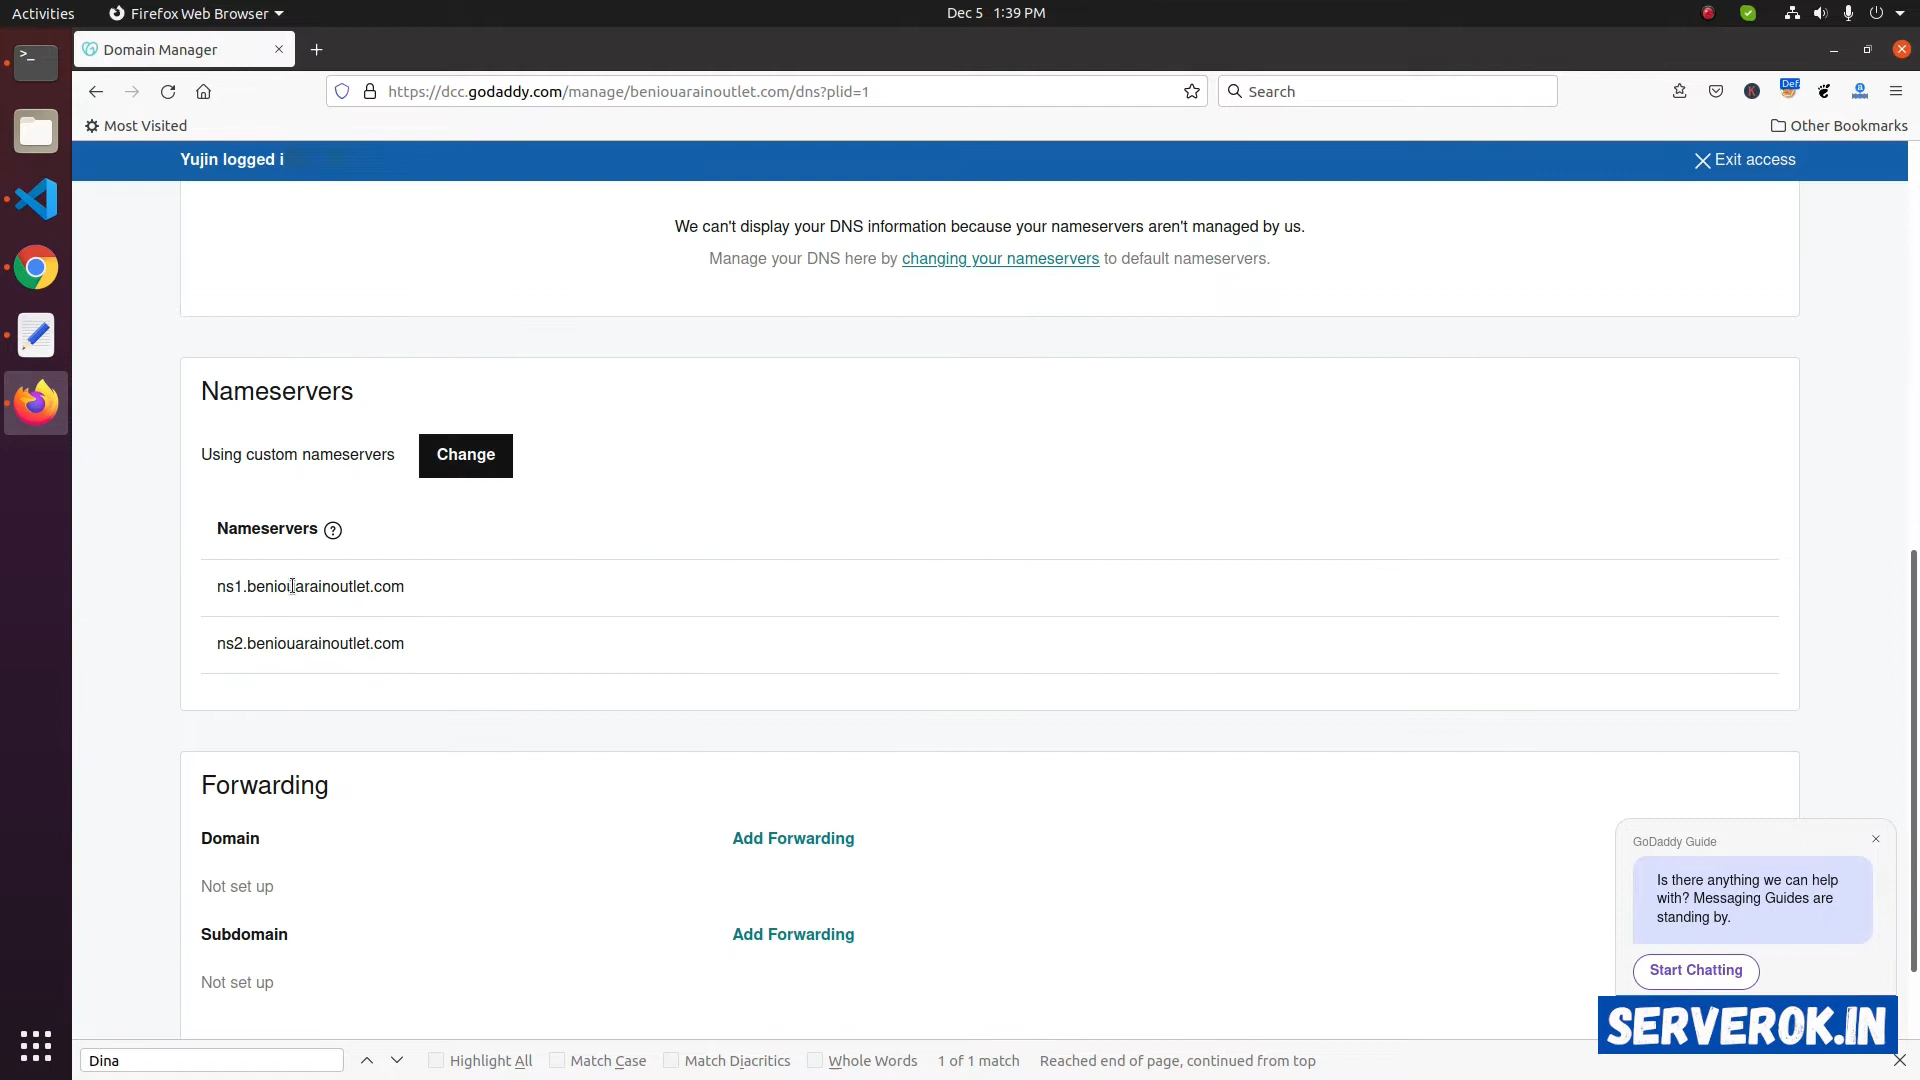 Activities
Firefox Web Browser
Dec 5 1:39 PM
Domain Manager
https://dcc.godaddy.com/manage/beniouarainoutlet.com/dns?plid=1
Search
Def
Most Visited
Other Bookmarks
Yujin logged i
Exit access
We can't display your DNS information because your nameservers aren't managed by us.
Manage your DNS here by changing your nameservers to default nameservers.
Nameservers
Using custom nameservers
Change
Nameservers ?
ns1.beniouarainoutlet.com
ns2.beniouarainoutlet.com
Forwarding
Domain
Add Forwarding
Not set up
Subdomain
Add Forwarding
Not set up
GoDaddy Guide
Is there anything we can help
with? Messaging Guides are
standing by.
Start Chatting
SERVEROK.IN
Dina
Highlight All
Match Case
Match Diacritics
Whole Words
1 of 1 match
Reached end of page, continued from top